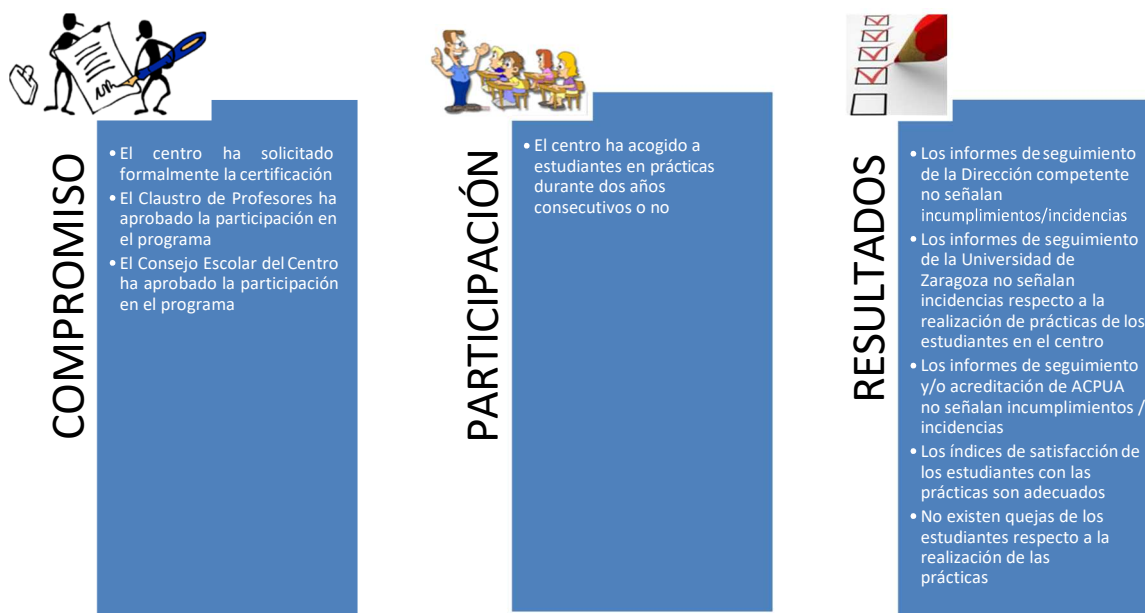 COMPROMISO
• El centro ha solicitado
formalmente la certificación
• El Claustro de Profesores ha
aprobado la participación en
el programa
• El Consejo Escolar del Centro
ha aprobado la participación
en el programa
PARTICIPACIÓN
• El centro ha acogido a
estudiantes en prácticas
durante dos años
consecutivos o no
RESULTADOS
• Los informes de seguimiento
de la Dirección competente
no señalan
incumplimientos/incidencias
• Los informes de seguimiento
de la Universidad de
Zaragoza no señalan
incidencias respecto a la
realización de prácticas de los
estudiantes en el centro
• Los informes de seguimiento
y/o acreditación de ACPUA
no señalan incumplimientos /
incidencias
• Los índices de satisfacción de
los estudiantes con las
prácticas son adecuados
• No existen quejas de los
estudiantes respecto a la
realización de las
prácticas